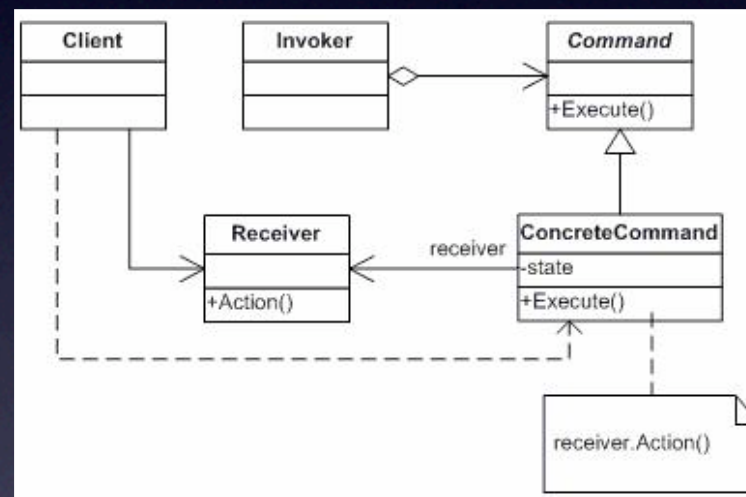 Client
Invoker
Command
+Execute()
Receiver
+Action()
receiver
ConcreteCommand
-state
+Execute()
receiver.Action()